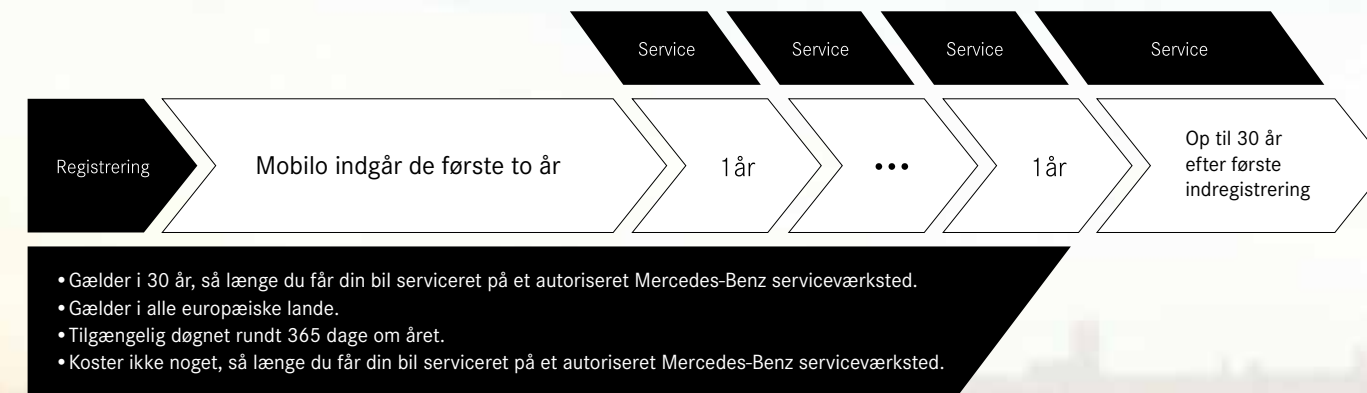 Service
Service
Service
Service
Registrering
Mobilo indgår de første to år
1 år
•••
1 år
Op til 30 år
efter første
indregistrering
• Gælder i 30 år, så længe du får din bil serviceret på et autoriseret Mercedes-Benz serviceværksted.
• Gælder i alle europæiske lande.
• Tilgængelig døgnet rundt 365 dage om året.
• Koster ikke noget, så længe du får din bil serviceret på et autoriseret Mercedes-Benz serviceværksted.